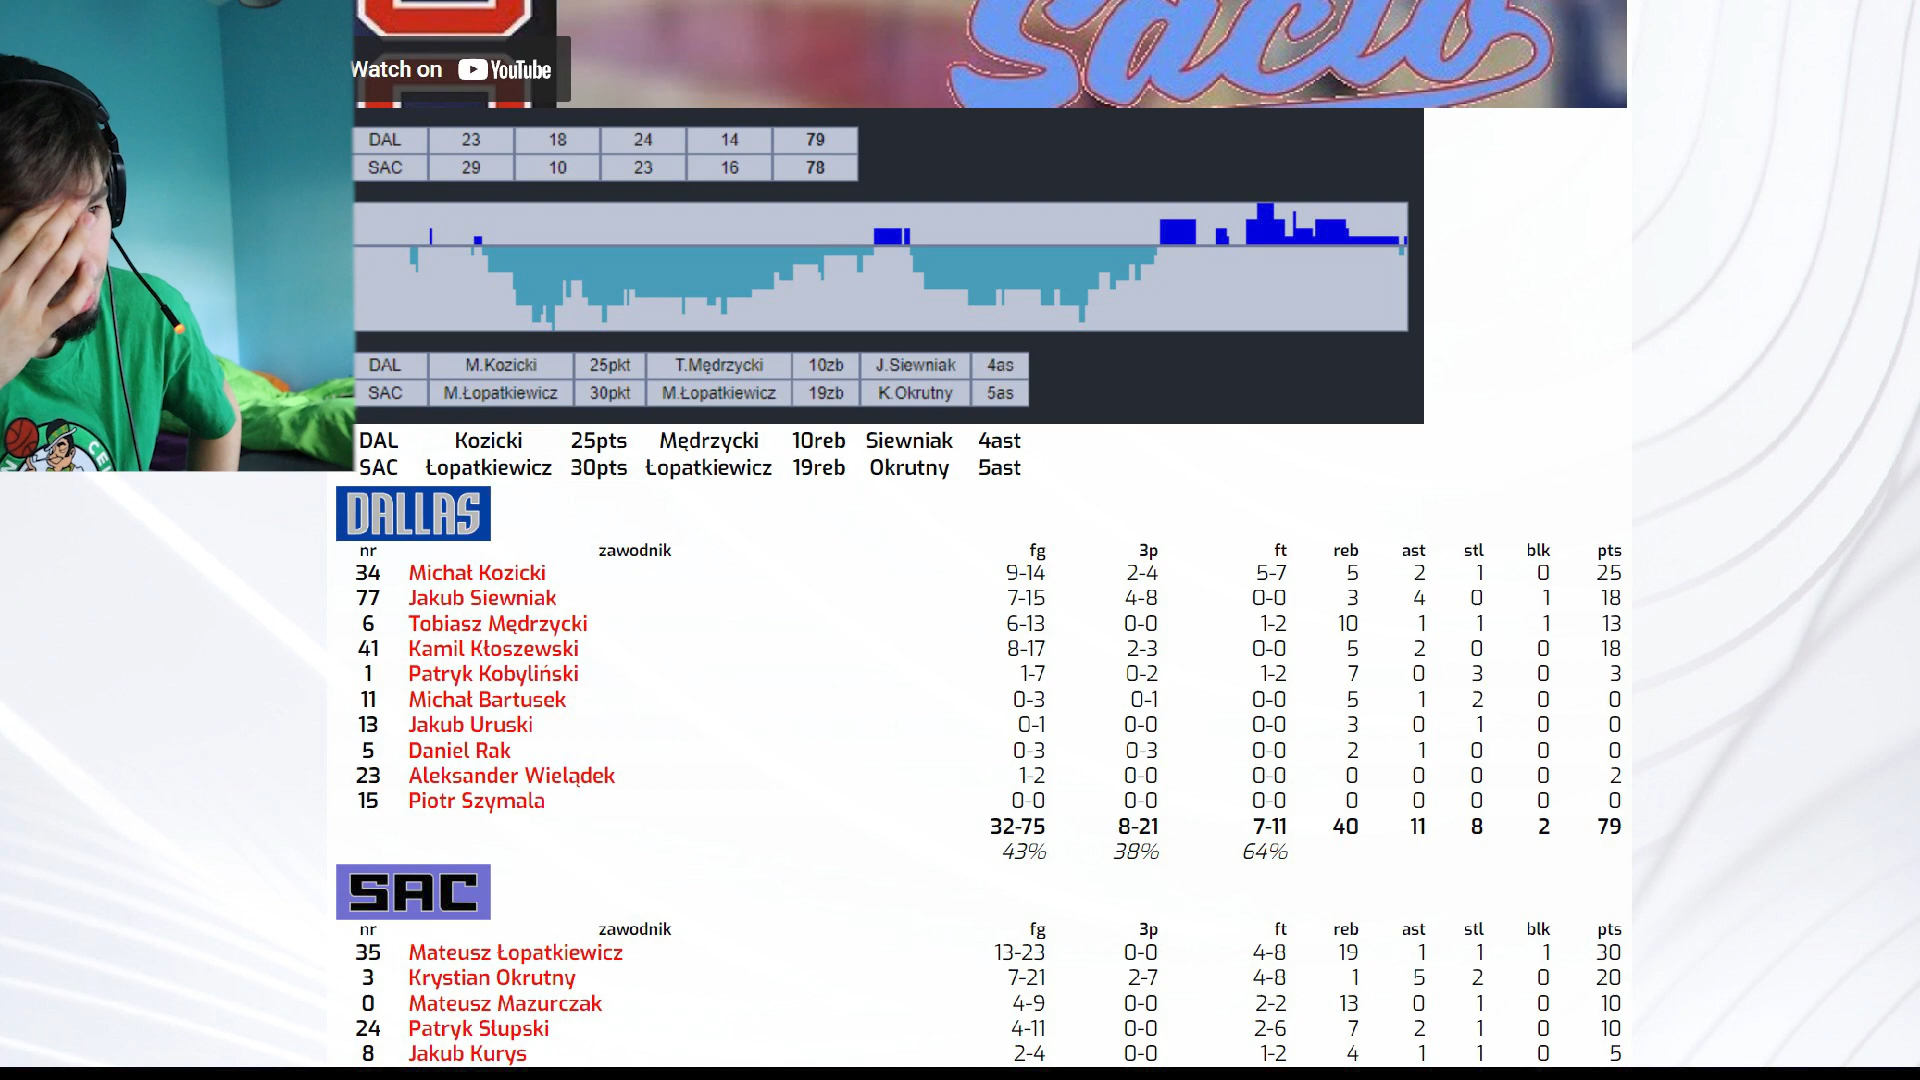 Sacto
Watch on YouTube
DAL 23 18 24 14 79
SAC 29 10 23 16 78
DAL M.Kozicki 25pkt T.Mędrzycki 10zb J.Siewniak 4as
SAC M.Łopatkiewicz 30pkt M.Łopatkiewicz 19zb K.Okrutny 5as
DAL Kozicki 25pts Mędrzycki 10reb Siewniak 4ast
SAC Łopatkiewicz 30pts Łopatkiewicz 19reb Okrutny 5ast
DALLAS
nr zawodnik fg 3p ft reb ast stl blk pts
34 Michał Kozicki 9-14 2-4 5-7 5 2 1 0 25
77 Jakub Siewniak 7-15 4-8 0-0 3 4 0 1 18
6 Tobiasz Mędrzycki 6-13 0-0 1-2 10 1 1 1 13
41 Kamil Kłoszewski 8-17 2-3 0-0 5 2 0 0 18
1 Patryk Kobyliński 1-7 0-2 1-2 7 0 3 0 3
11 Michał Bartusek 0-3 0-1 0-0 5 1 2 0 0
13 Jakub Uruski 0-1 0-0 0-0 3 0 1 0 0
5 Daniel Rak 0-3 0-3 0-0 2 1 0 0 0
23 Aleksander Wielądek 1-2 0-0 0-0 0 0 0 0 2
15 Piotr Szymala 0-0 0-0 0-0 0 0 0 0 0
32-75 8-21 7-11 40 11 8 2 79
43% 38% 64%
SAC
nr zawodnik fg 3p ft reb ast stl blk pts
35 Mateusz Łopatkiewicz 13-23 0-0 4-8 19 1 1 1 30
3 Krystian Okrutny 7-21 2-7 4-8 1 5 2 0 20
0 Mateusz Mazurczak 4-9 0-0 2-2 13 0 1 0 10
24 Patryk Slupski 4-11 0-0 2-6 7 2 1 0 10
8 Jakub Kurys 2-4 0-0 1-2 4 1 1 0 5